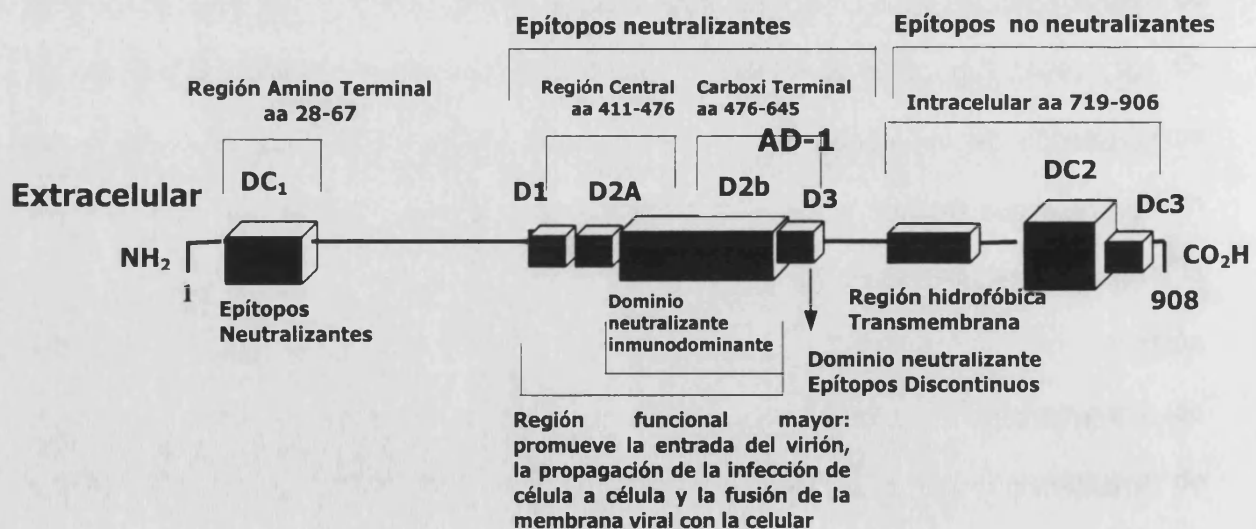 Epítopos neutralizantes
Epítopos no neutralizantes
Región Amino Terminal
aa 28-67
Región Central
aa 411-476
Carboxi Terminal
aa 476-645
Intracelular aa 719-906
AD-1
Extracelular
DC₁
D1
D2A
D2b
D3
DC2
Dc3
NH₂
1
CO₂H
908
Epítopos
Neutralizantes
Dominio
neutralizante
inmunodominante
Región hidrofóbica
Transmembrana
Dominio neutralizante
Epítopos Discontinuos
Región funcional mayor:
promueve la entrada del virión,
la propagación de la infección de
célula a célula y la fusión de la
membrana viral con la celular